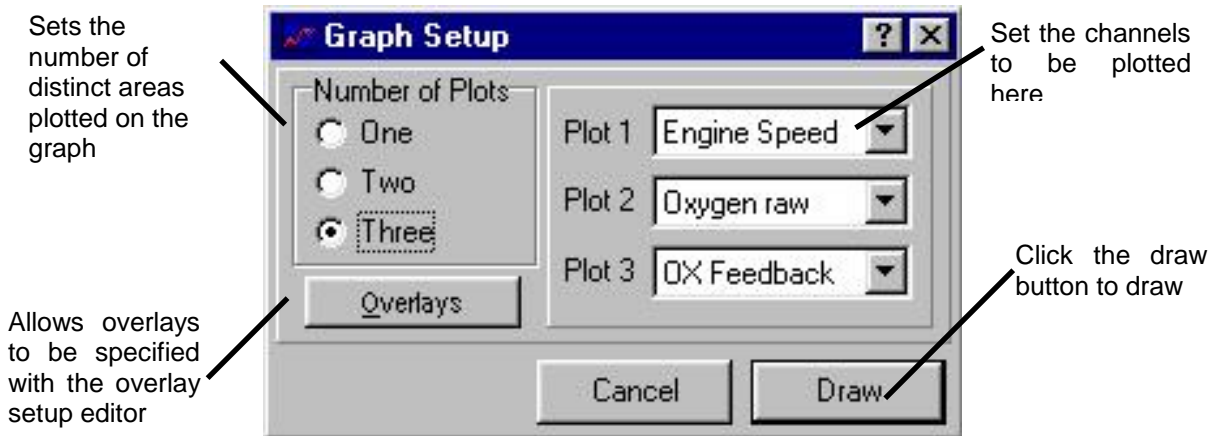 Sets the
number of
distinct areas
plotted on the
graph
Graph Setup
?
Set the channels
to be plotted
here
Number of Plots
One
Two
Three
Plot 1 Engine Speed
Plot 2 Oxygen raw
Plot 3 OX Feedback
Overlays
Allows overlays
to be specified
with the overlay
setup editor
Click the draw
button to draw
Cancel
Draw